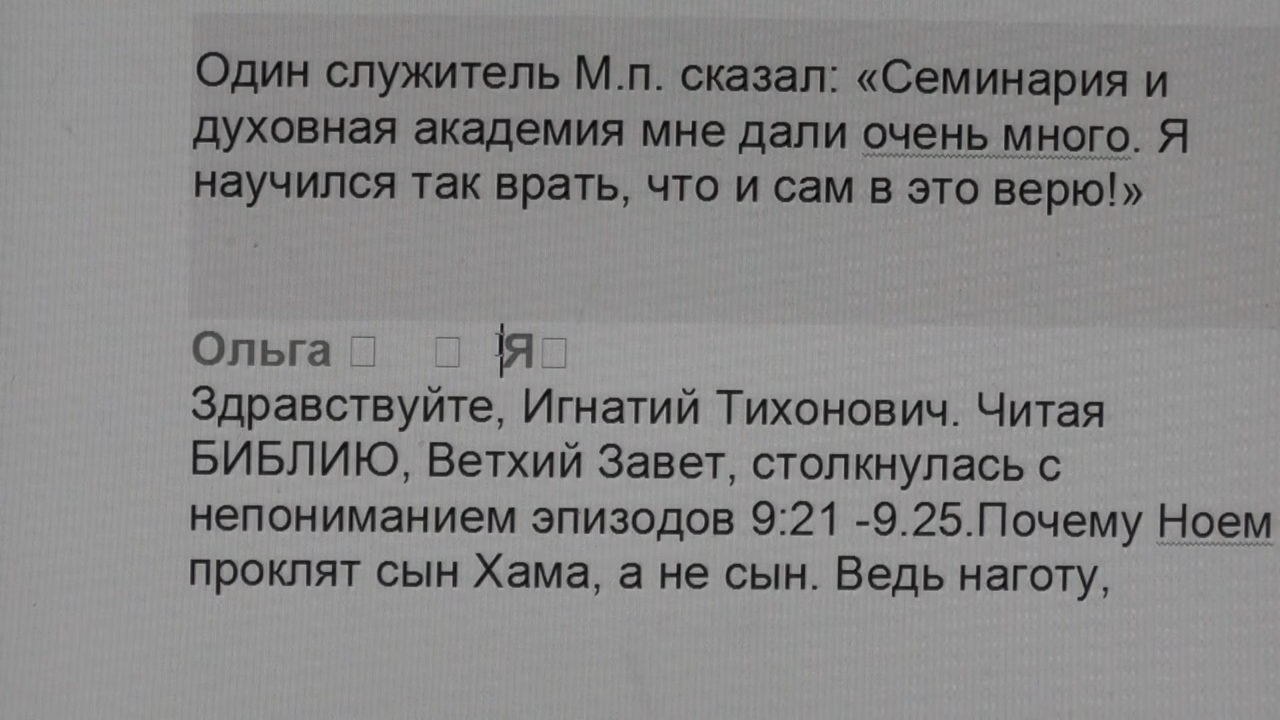 Один служитель М.п. сказал: «Семинария и
духовная академия мне дали очень много. Я
научился так врать, что и сам в это верю!»
Ольга □ □ Я□
Здравствуйте, Игнатий Тихонович. Читая
БИБЛИЮ, Ветхий Завет, столкнулась с
непониманием эпизодов 9:21 -9.25.Почему Ноем
проклят сын Хама, а не сын. Ведь наготу,